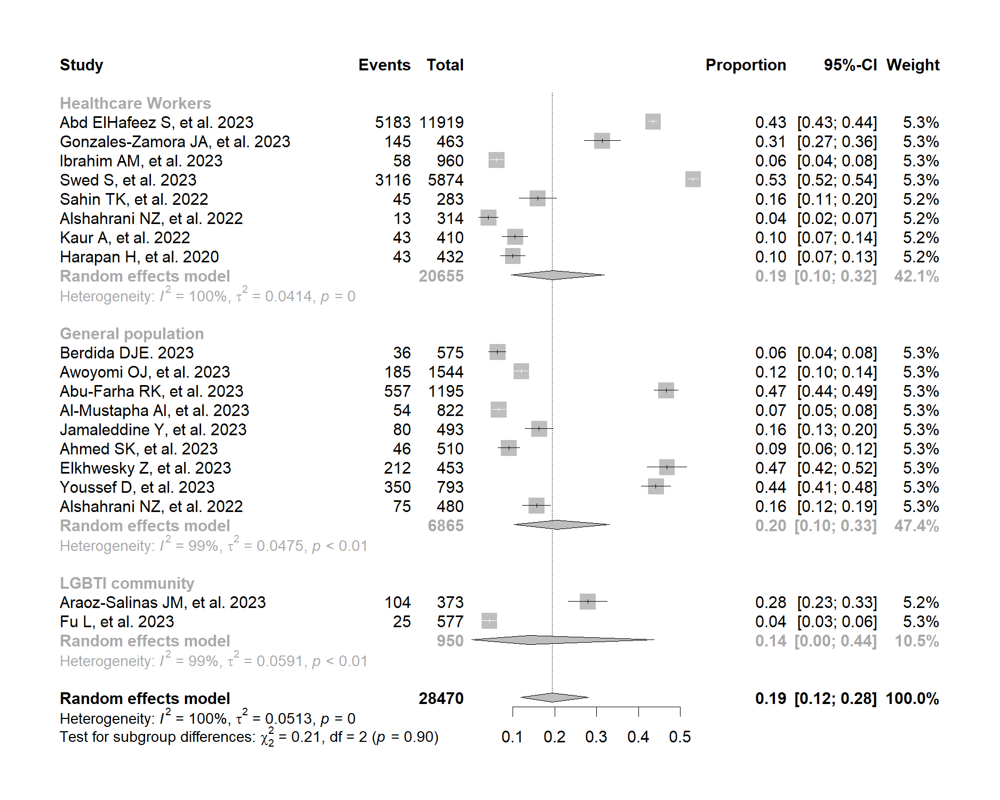 Study Events Total Proportion 95%-CI Weight
Healthcare Workers
Abd ElHafeez S, et al. 2023 5183 11919 0.43 [0.43; 0.44] 5.3%
Gonzales-Zamora JA, et al. 2023 145 463 0.31 [0.27; 0.36] 5.3%
Ibrahim AM, et al. 2023 58 960 0.06 [0.04; 0.08] 5.3%
Swed S, et al. 2023 3116 5874 0.53 [0.52; 0.54] 5.3%
Sahin TK, et al. 2022 45 283 0.16 [0.11; 0.20] 5.2%
Alshahrani NZ, et al. 2022 13 314 0.04 [0.02; 0.07] 5.2%
Kaur A, et al. 2022 43 410 0.10 [0.07; 0.14] 5.2%
Harapan H, et al. 2020 43 432 0.10 [0.07; 0.13] 5.2%
Random effects model 20655 0.19 [0.10; 0.32] 42.1%
Heterogeneity: I² = 100%, τ² = 0.0414, p = 0
General population
Berdida DJE. 2023 36 575 0.06 [0.04; 0.08] 5.3%
Awoyomi OJ, et al. 2023 185 1544 0.12 [0.10; 0.14] 5.3%
Abu-Farha RK, et al. 2023 557 1195 0.47 [0.44; 0.49] 5.3%
Al-Mustapha AI, et al. 2023 54 822 0.07 [0.05; 0.08] 5.3%
Jamaleddine Y, et al. 2023 80 493 0.16 [0.13; 0.20] 5.3%
Ahmed SK, et al. 2023 46 510 0.09 [0.06; 0.12] 5.3%
Elkhwesky Z, et al. 2023 212 453 0.47 [0.42; 0.52] 5.3%
Youssef D, et al. 2023 350 793 0.44 [0.41; 0.48] 5.3%
Alshahrani NZ, et al. 2022 75 480 0.16 [0.12; 0.19] 5.3%
Random effects model 6865 0.20 [0.10; 0.33] 47.4%
Heterogeneity: I² = 99%, τ² = 0.0475, p < 0.01
LGBTI community
Araoz-Salinas JM, et al. 2023 104 373 0.28 [0.23; 0.33] 5.2%
Fu L, et al. 2023 25 577 0.04 [0.03; 0.06] 5.3%
Random effects model 950 0.14 [0.00; 0.44] 10.5%
Heterogeneity: I² = 99%, τ² = 0.0591, p < 0.01
Random effects model 28470 0.19 [0.12; 0.28] 100.0%
Heterogeneity: I² = 100%, τ² = 0.0513, p = 0
Test for subgroup differences: χ²₂ = 0.21, df = 2 (p = 0.90)
0.1 0.2 0.3 0.4 0.5